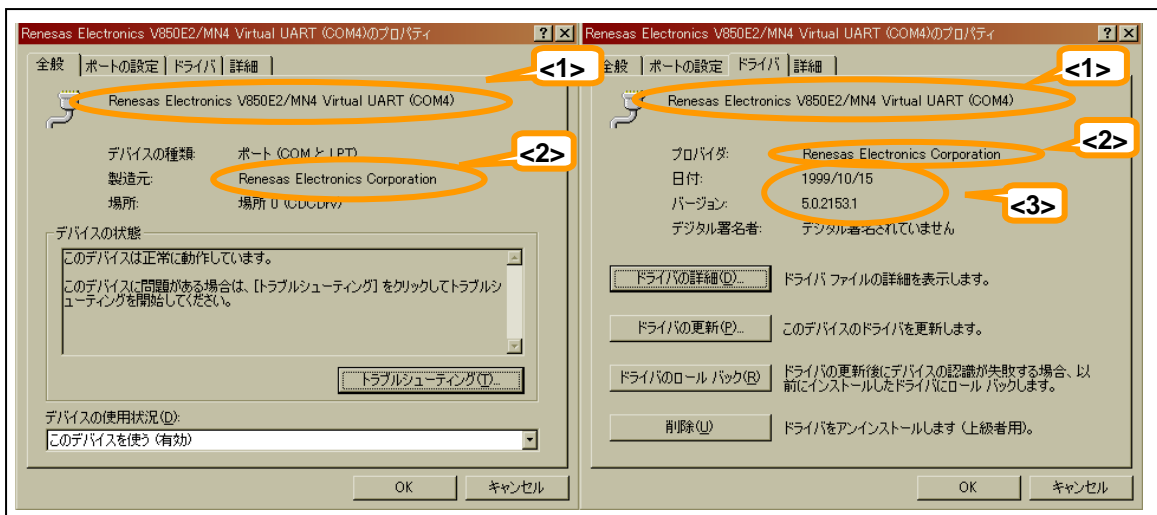 Renesas Electronics V850E2/MN4 Virtual UART (COM4)のプロパティ
全般
ポートの設定
ドライバ
詳細
<1>
Renesas Electronics V850E2/MN4 Virtual UART (COM4)
デバイスの種類:
ポート (COM と LPT)
<2>
製造元:
Renesas Electronics Corporation
場所:
場所 0 (CDCDrv)
デバイスの状態
このデバイスは正常に動作しています。
このデバイスに問題がある場合は、[トラブルシューティング] をクリックしてトラブルシ
ューティングを開始してください。
トラブルシューティング(T)...
デバイスの使用状況(D):
このデバイスを使う (有効)
OK
キャンセル
Renesas Electronics V850E2/MN4 Virtual UART (COM4)のプロパティ
全般
ポートの設定
ドライバ
詳細
<1>
Renesas Electronics V850E2/MN4 Virtual UART (COM4)
<2>
プロバイダ:
Renesas Electronics Corporation
日付:
1999/10/15
バージョン:
5.0.2153.1
<3>
デジタル署名者:
デジタル署名されていません
ドライバの詳細(D)...
ドライバ ファイルの詳細を表示します。
ドライバの更新(P)...
このデバイスのドライバを更新します。
ドライバのロール バック(R)
ドライバの更新後にデバイスの認識が失敗する場合、以
前にインストールしたドライバにロール バックします。
削除(U)
ドライバをアンインストールします (上級者用)。
OK
キャンセル